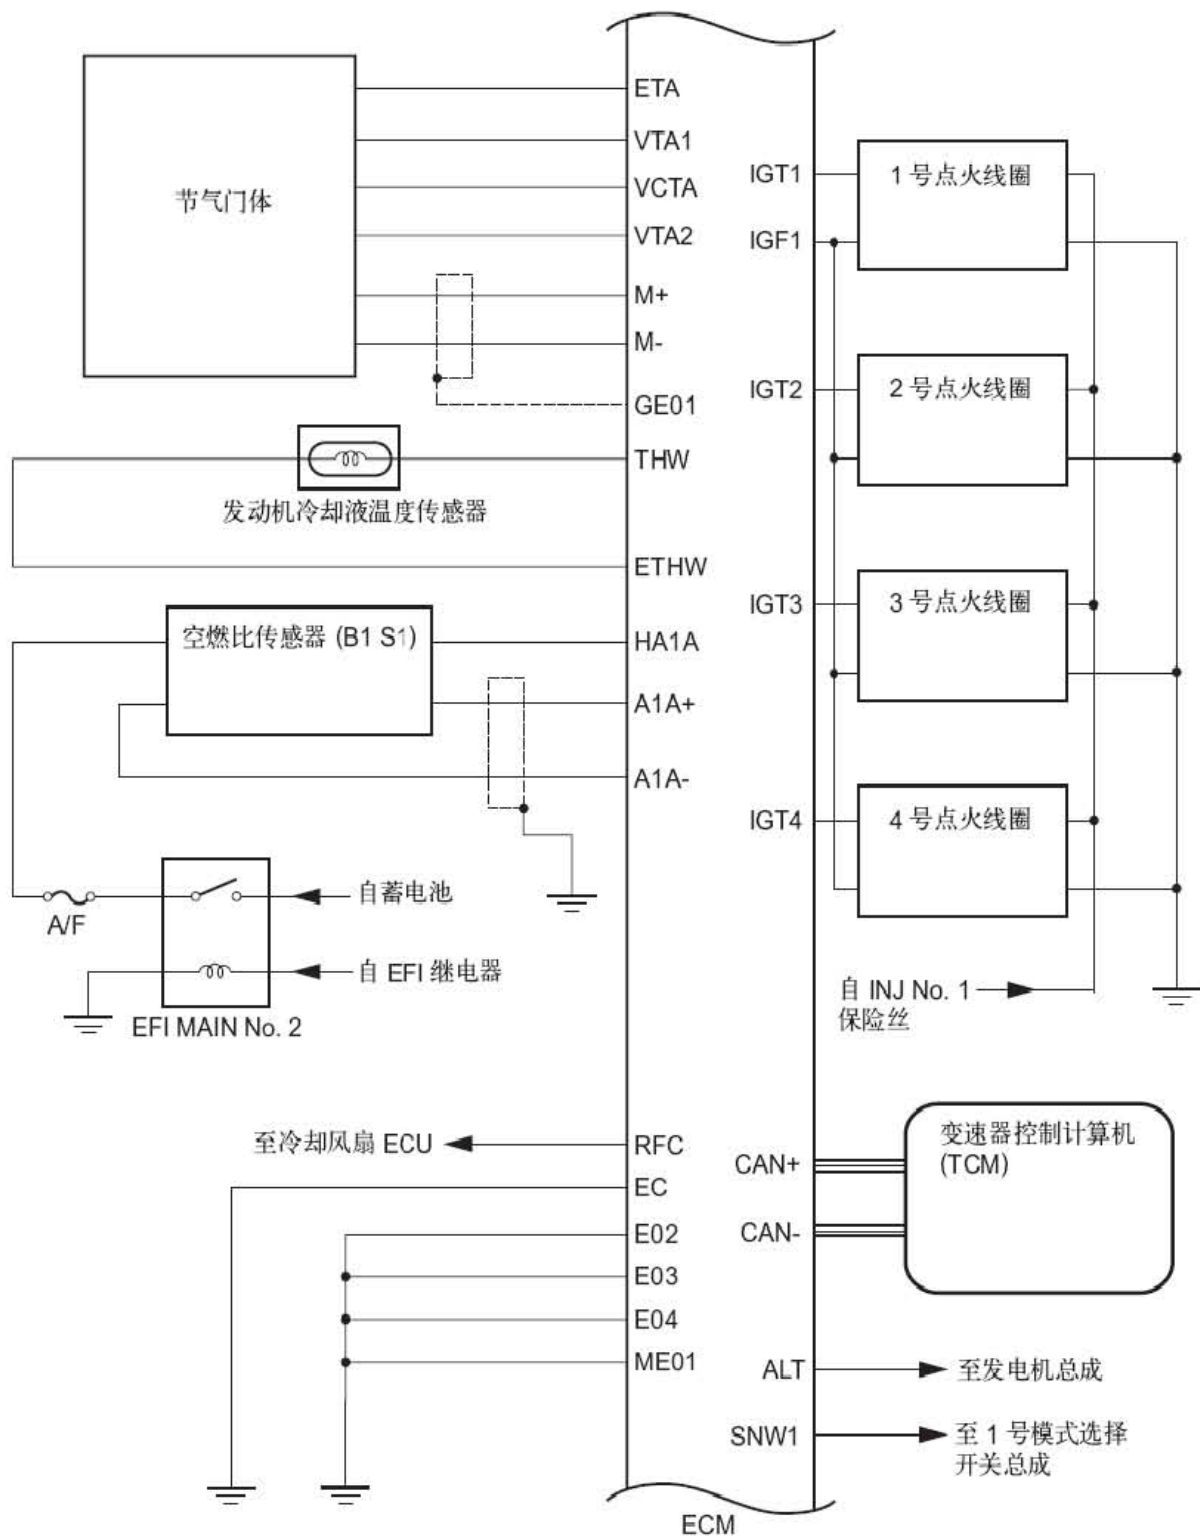 节气门体
ETA
VTA1
VCTA
VTA2
M+
M-
GE01
THW
发动机冷却液温度传感器
ETHW
空燃比传感器 (B1 S1)
HA1A
A1A+
A1A-
自蓄电池
A/F
自 EFI 继电器
EFI MAIN No. 2
至冷却风扇 ECU
RFC
EC
E02
E03
E04
ME01
IGT1
1 号点火线圈
IGF1
IGT2
2 号点火线圈
IGT3
3 号点火线圈
IGT4
4 号点火线圈
自 INJ No. 1
保险丝
CAN+
变速器控制计算机
(TCM)
CAN-
ALT
至发电机总成
SNW1
至 1 号模式选择
开关总成
ECM